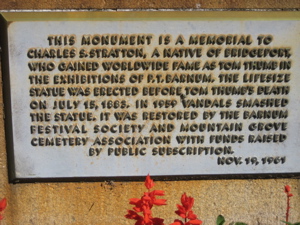 THIS MONUMENT IS A MEMORIAL TO
CHARLES S. STRATTON, A NATIVE OF BRIDGEPORT,
WHO GAINED WORLDWIDE FAME AS TOM THUMB IN
THE EXHIBITIONS OF P.T. BARNUM. THE LIFESIZE
STATUE WAS ERECTED BEFORE TOM THUMB'S DEATH
ON JULY 15, 1883. IN 1959 VANDALS SMASHED
THE STATUE. IT WAS RESTORED BY THE BARNUM
FESTIVAL SOCIETY AND MOUNTAIN GROVE
CEMETERY ASSOCIATION WITH FUNDS RAISED
BY PUBLIC SUBSCRIPTION.
NOV. 19, 1961